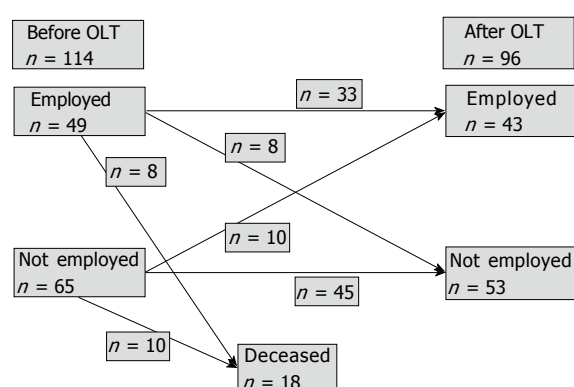 Before OLT
n = 114
After OLT
n = 96
Employed
n = 49
n = 33
Employed
n = 43
n = 8
n = 8
n = 10
Not employed
n = 65
Not employed
n = 53
n = 45
n = 10
Deceased
n = 18